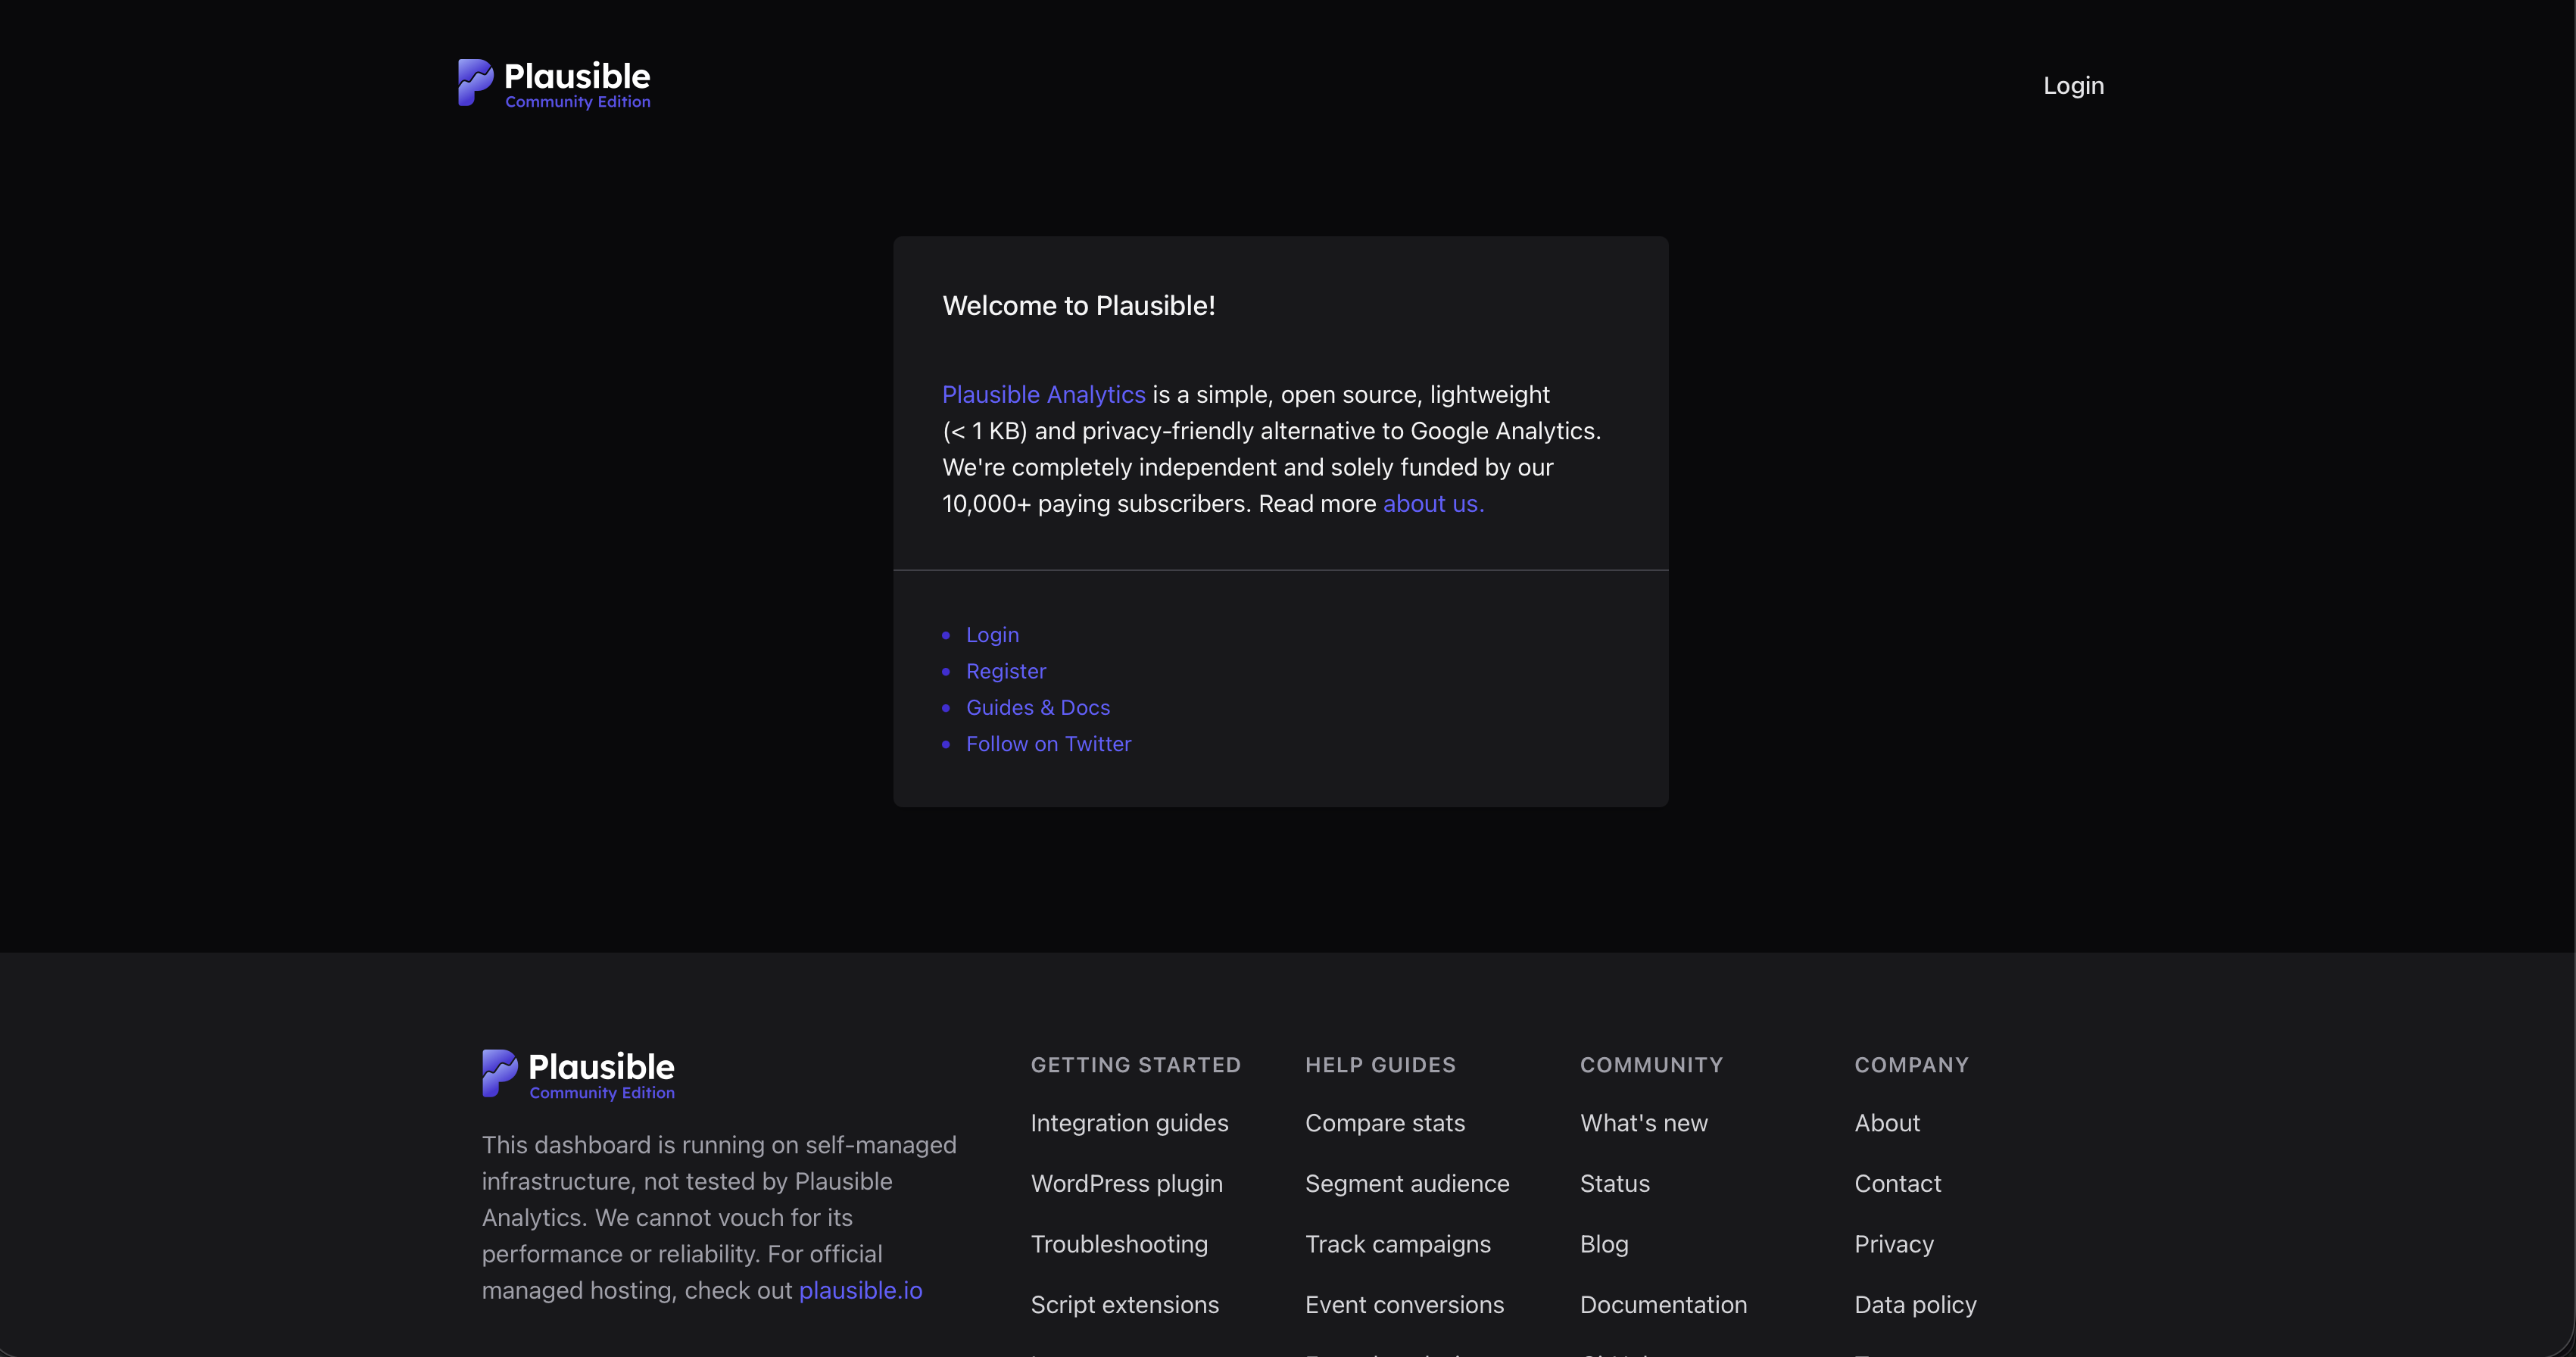 Plausible
Community Edition
Login
Welcome to Plausible!
Plausible Analytics is a simple, open source, lightweight
(< 1 KB) and privacy-friendly alternative to Google Analytics.
We're completely independent and solely funded by our
10,000+ paying subscribers. Read more about us.
Login
Register
Guides & Docs
Follow on Twitter
Plausible
Community Edition
This dashboard is running on self-managed
infrastructure, not tested by Plausible
Analytics. We cannot vouch for its
performance or reliability. For official
managed hosting, check out plausible.io
GETTING STARTED
Integration guides
WordPress plugin
Troubleshooting
Script extensions
HELP GUIDES
Compare stats
Segment audience
Track campaigns
Event conversions
COMMUNITY
What's new
Status
Blog
Documentation
COMPANY
About
Contact
Privacy
Data policy